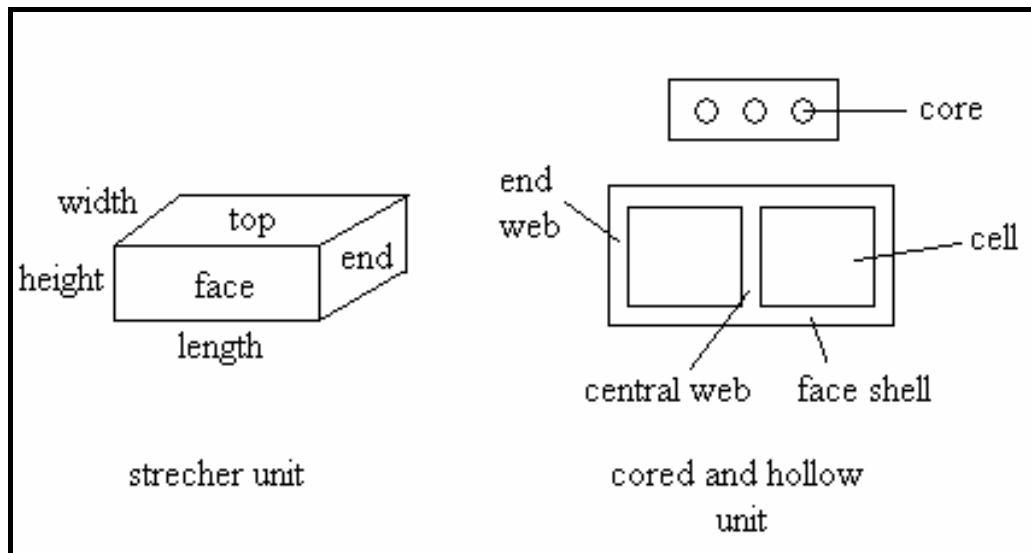 width
top
height
face
end
length
strecher unit
core
end
web
cell
central web
face shell
cored and hollow
unit